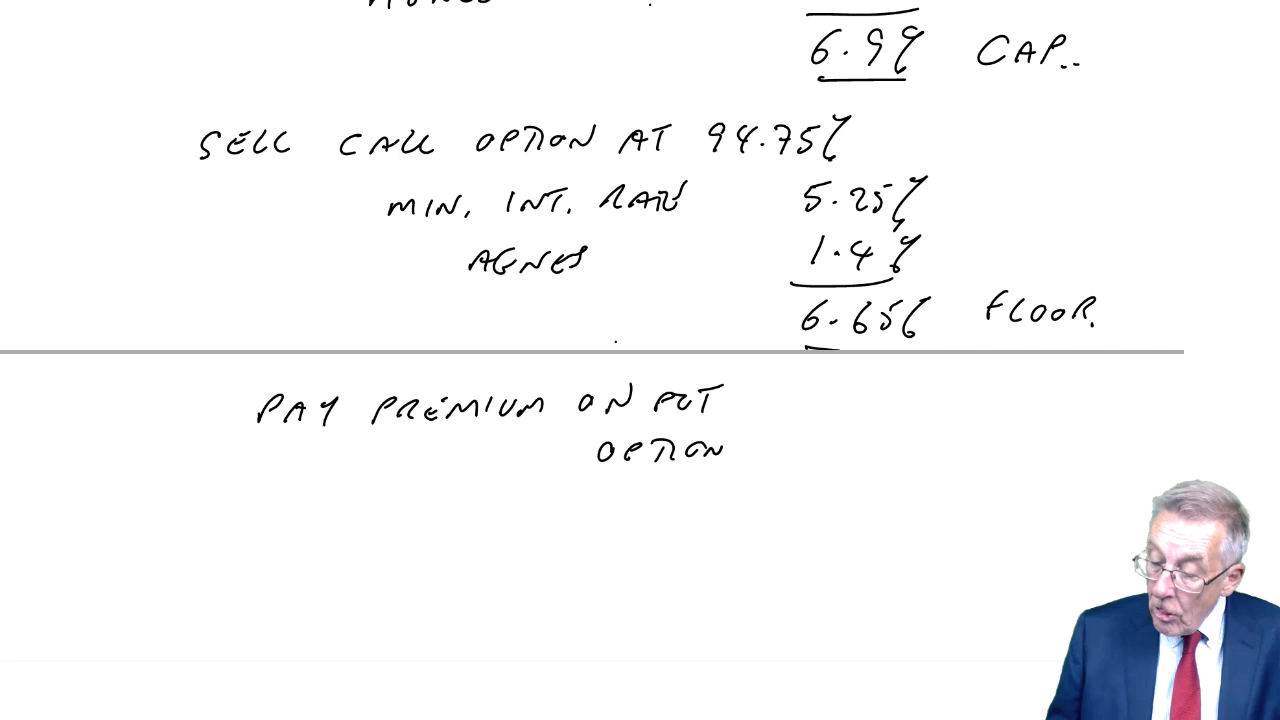 AGNES
6.9% CAP..
SELL CALL OPTION AT 94.75%
MIN. INT. RATE 5.25%
AGNES 1.4%
6.65% FLOOR.
PAY PREMIUM ON PUT
OPTION